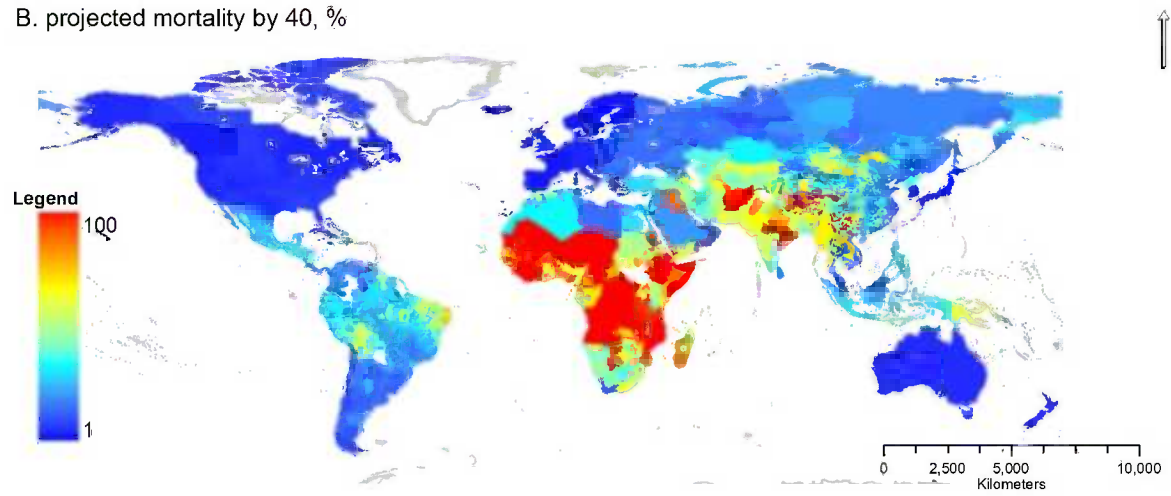 B. projected mortality by 40, %
Legend
100
1
0 2,500 5,000 10,000
Kilometers